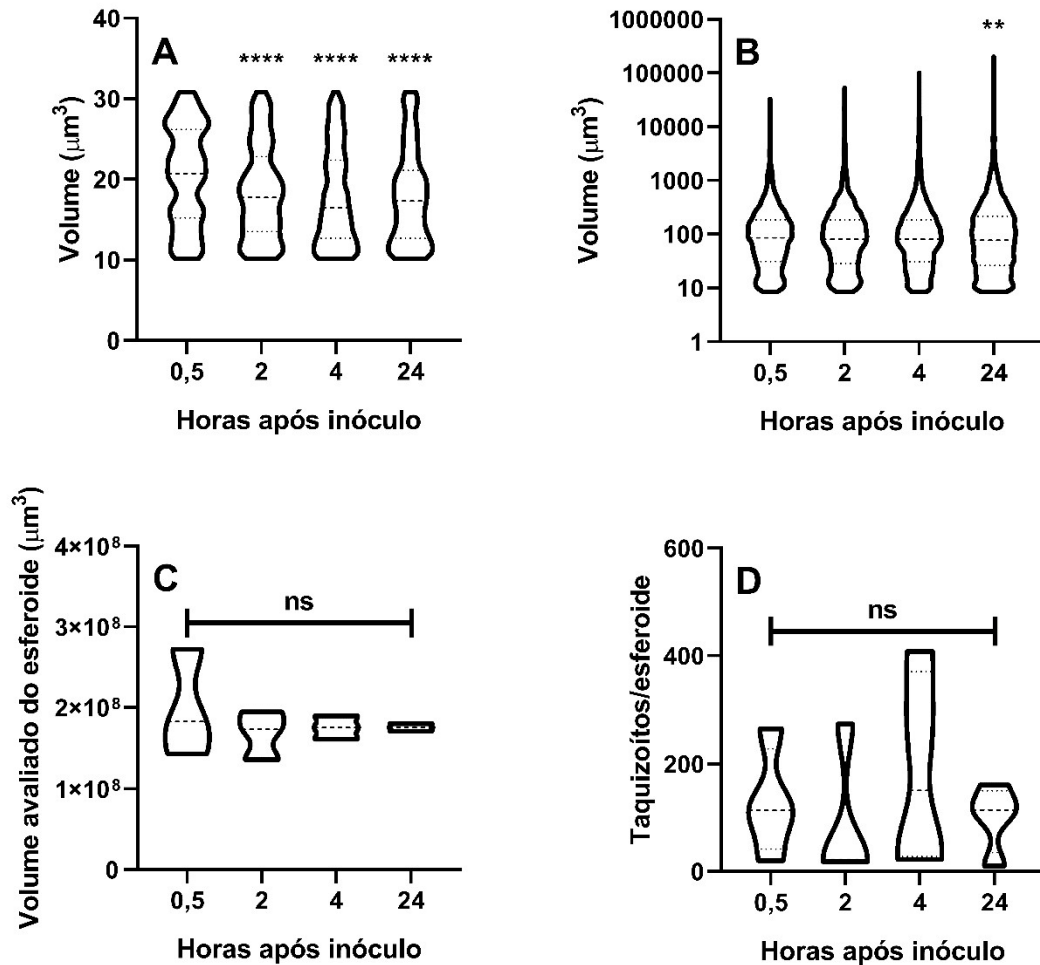 A
**** **** ****
Volume (μm³)
40
30
20
10
0
0,5 2 4 24
Horas após inóculo
B
**
Volume (μm³)
1000000
100000
10000
1000
100
10
1
0,5 2 4 24
Horas após inóculo
C
ns
Volume avaliado do esferoide (μm³)
4×10⁸
3×10⁸
2×10⁸
1×10⁸
0
0,5 2 4 24
Horas após inóculo
D
ns
Taquizoítos/esferoide
600
400
200
0
0,5 2 4 24
Horas após inóculo